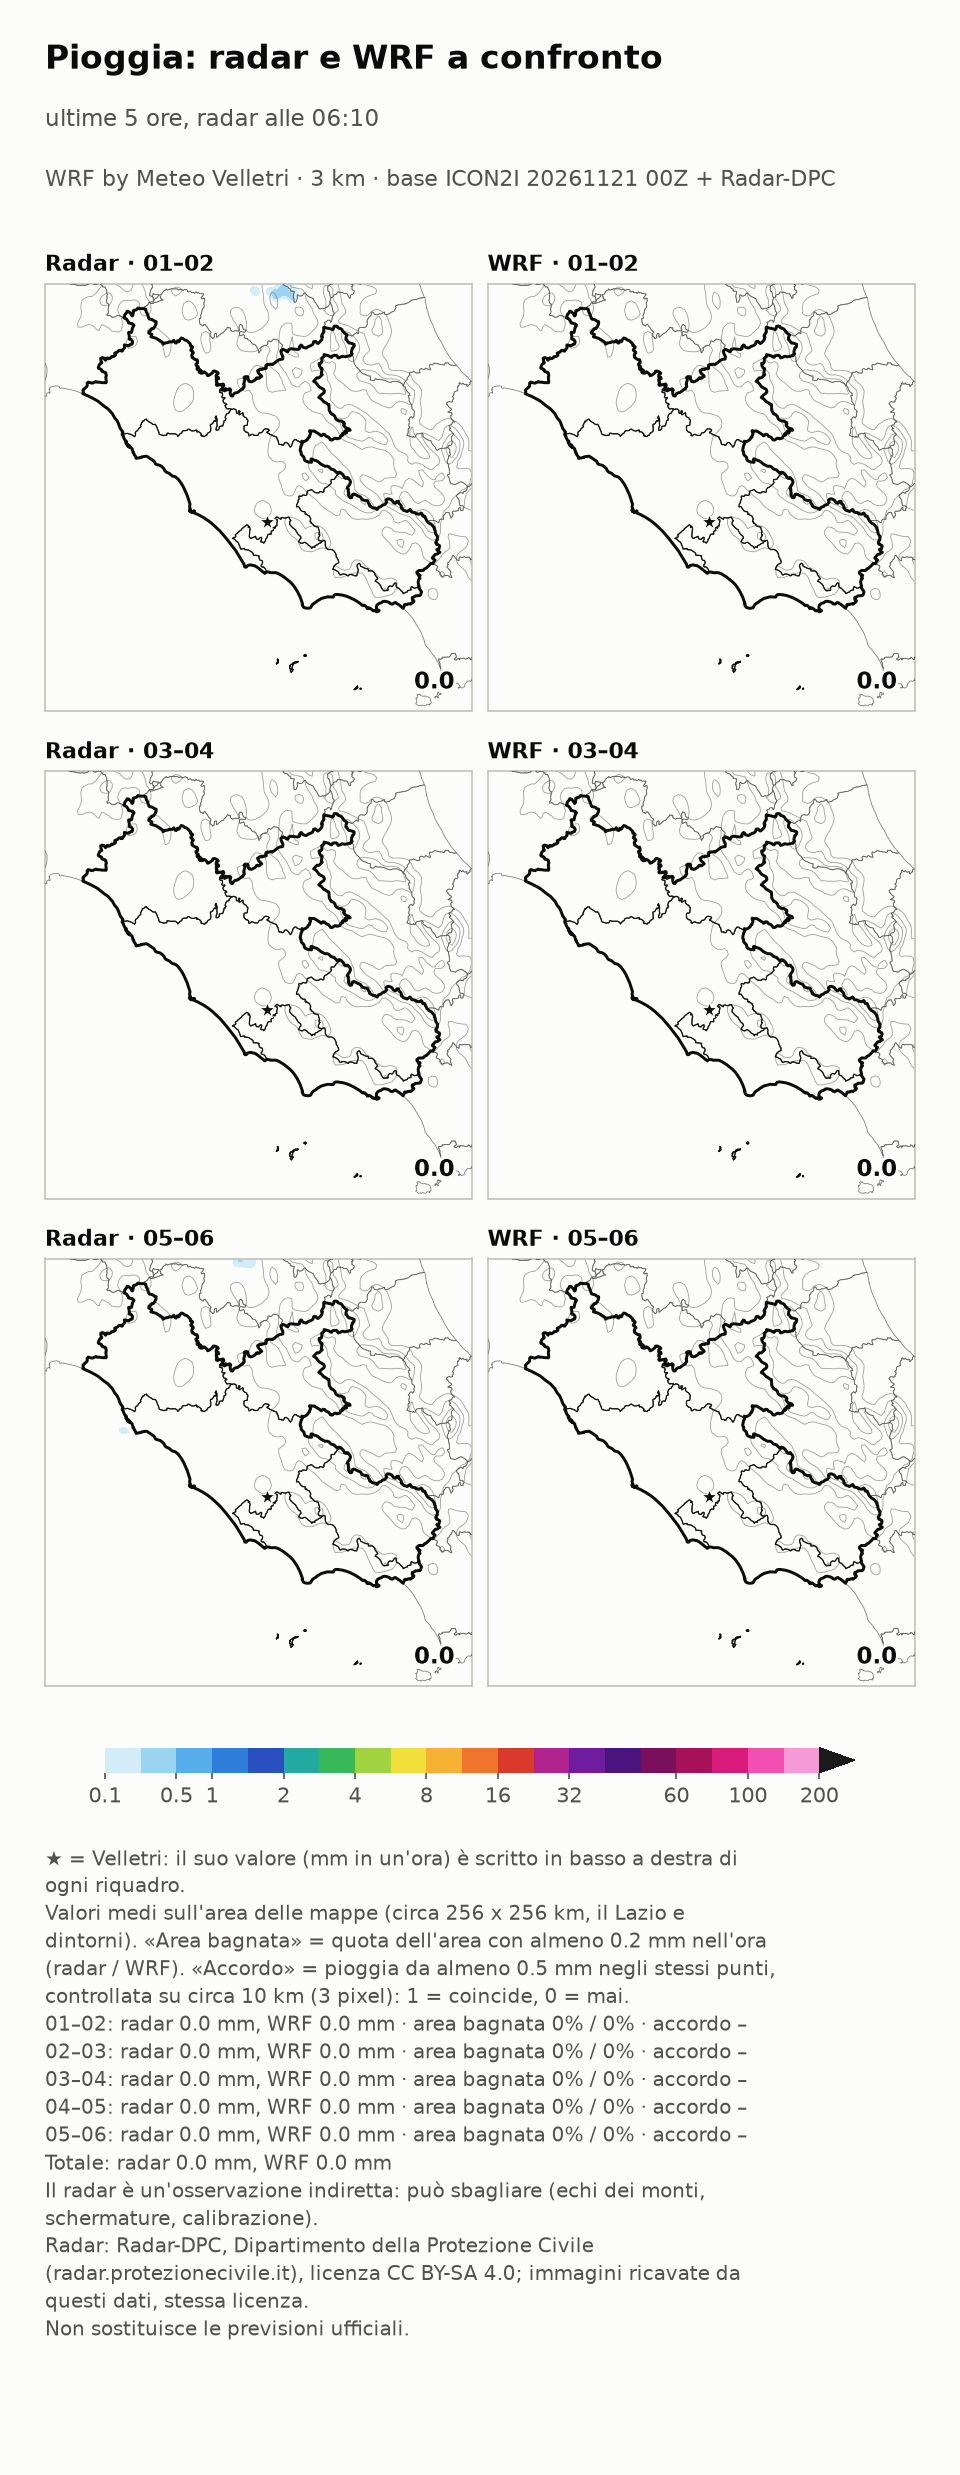 Pioggia: radar e WRF a confronto
ultime 5 ore, radar alle 06:10
WRF by Meteo Velletri · 3 km · base ICON2I 20261121 00Z + Radar-DPC
Radar · 01–02
WRF · 01–02
0.0
0.0
Radar · 03–04
WRF · 03–04
0.0
0.0
Radar · 05–06
WRF · 05–06
0.0
0.0
0.1 0.5 1 2 4 8 16 32 60 100 200
★ = Velletri: il suo valore (mm in un'ora) è scritto in basso a destra di
ogni riquadro.
Valori medi sull'area delle mappe (circa 256 x 256 km, il Lazio e
dintorni). «Area bagnata» = quota dell'area con almeno 0.2 mm nell'ora
(radar / WRF). «Accordo» = pioggia da almeno 0.5 mm negli stessi punti,
controllata su circa 10 km (3 pixel): 1 = coincide, 0 = mai.
01–02: radar 0.0 mm, WRF 0.0 mm · area bagnata 0% / 0% · accordo –
02–03: radar 0.0 mm, WRF 0.0 mm · area bagnata 0% / 0% · accordo –
03–04: radar 0.0 mm, WRF 0.0 mm · area bagnata 0% / 0% · accordo –
04–05: radar 0.0 mm, WRF 0.0 mm · area bagnata 0% / 0% · accordo –
05–06: radar 0.0 mm, WRF 0.0 mm · area bagnata 0% / 0% · accordo –
Totale: radar 0.0 mm, WRF 0.0 mm
Il radar è un'osservazione indiretta: può sbagliare (echi dei monti,
schermature, calibrazione).
Radar: Radar-DPC, Dipartimento della Protezione Civile
(radar.protezionecivile.it), licenza CC BY-SA 4.0; immagini ricavate da
questi dati, stessa licenza.
Non sostituisce le previsioni ufficiali.